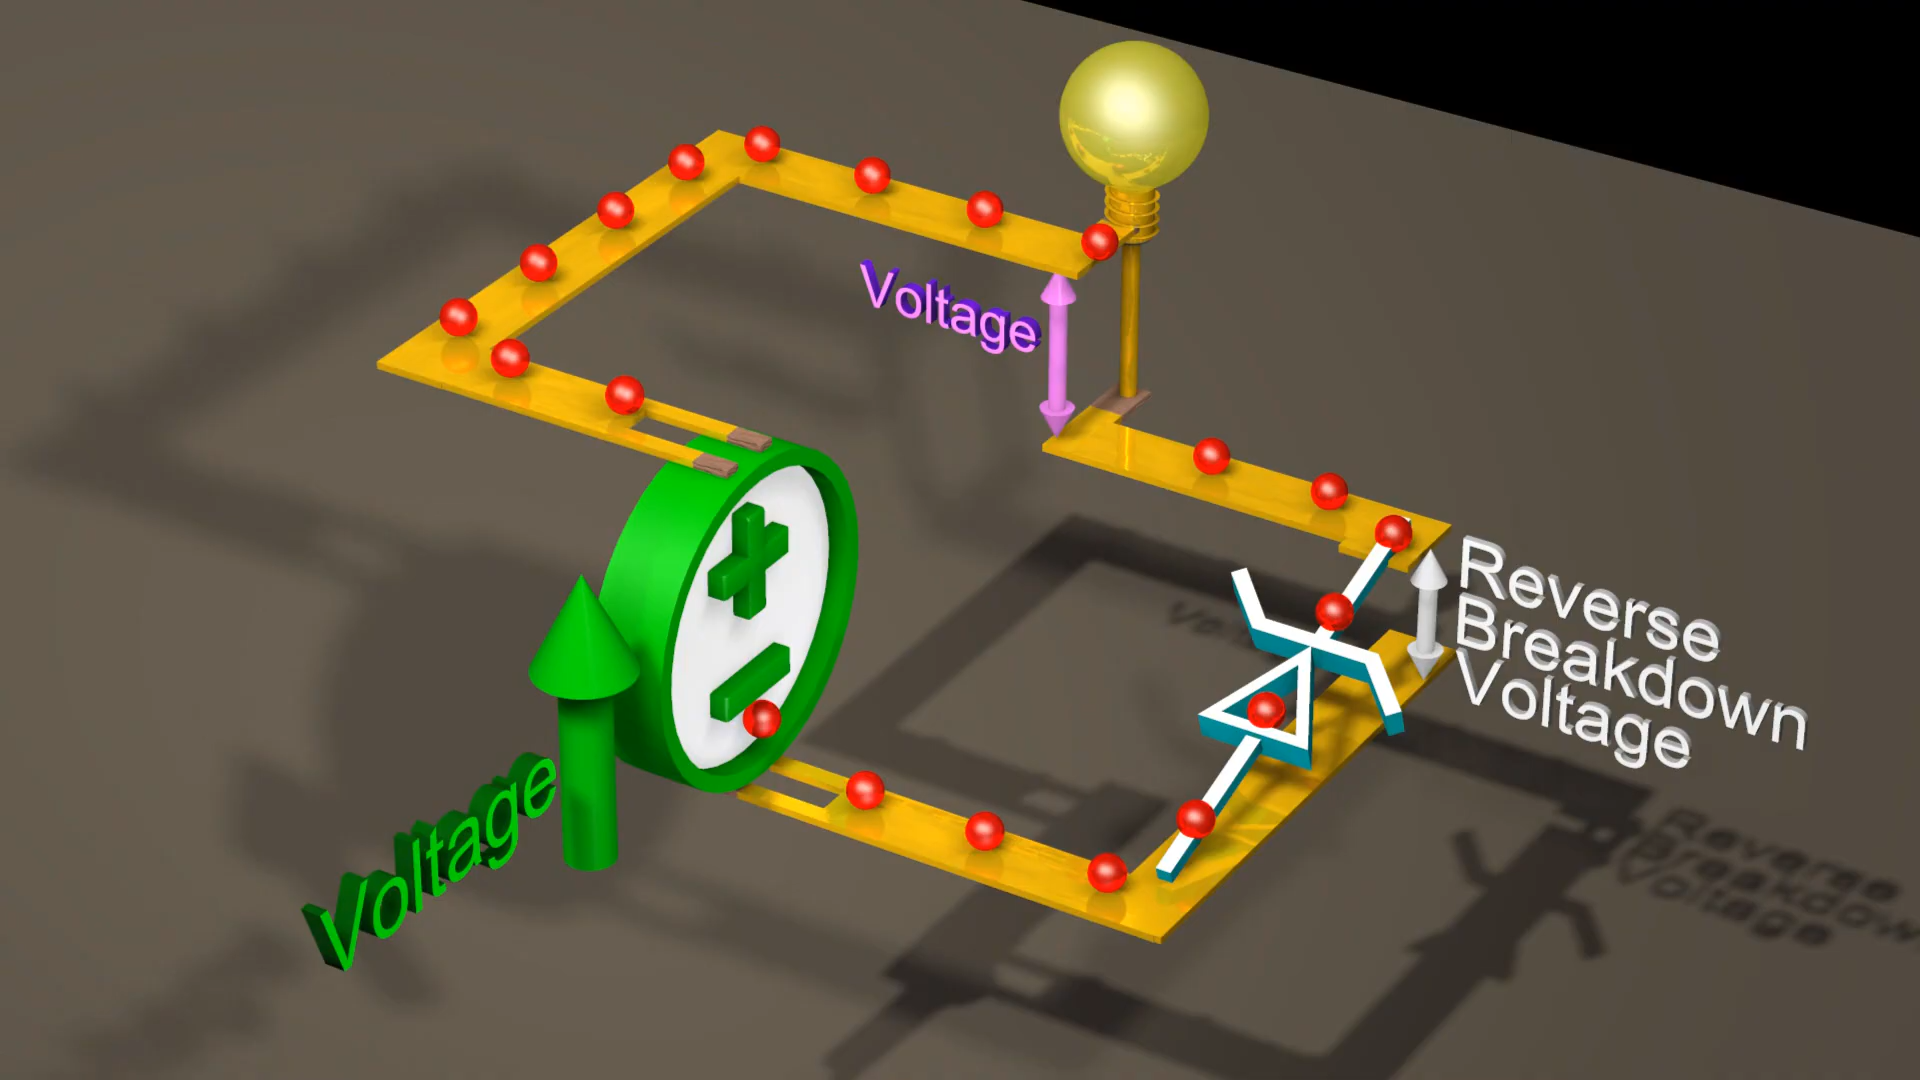 Voltage
Reverse
Breakdown
Voltage
Voltage
+
-